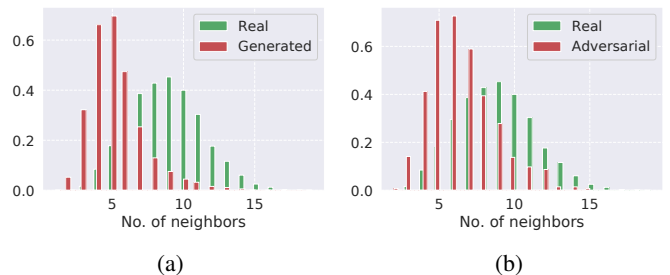 Real
Generated
0.6
0.4
0.2
0.0
5
10
15
No. of neighbors
(a)
Real
Adversarial
0.6
0.4
0.2
0.0
5
10
15
No. of neighbors
(b)